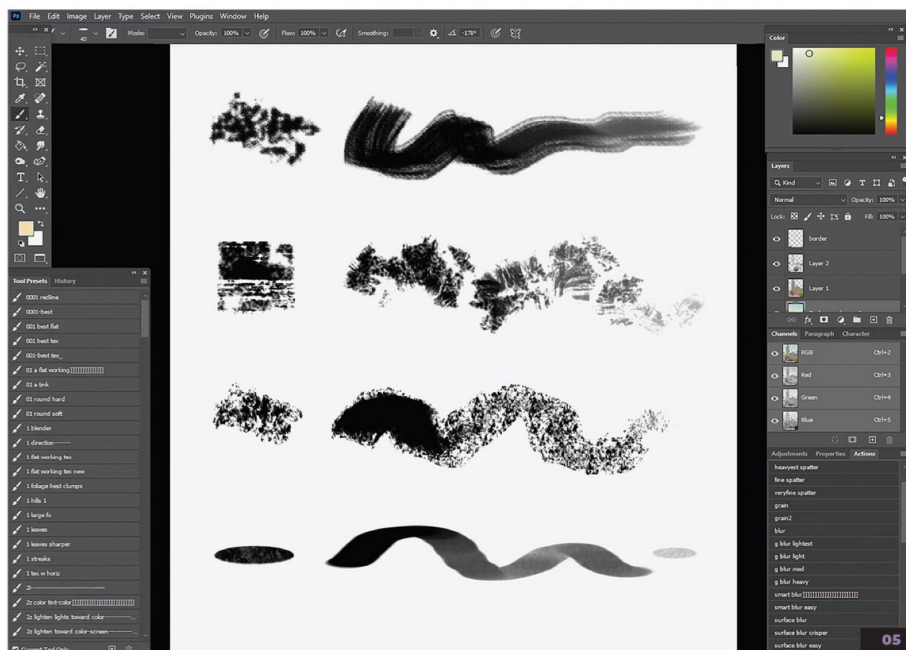 Ps File Edit Image Layer Type Select View Plugins Window Help
40 Mode: Opacity: 100% Flow: 100% Smoothing: -178°
Color
Tool Presets History
0001 redline
0001-best
001 best flat
001 best tex
001-best tex_
01 a flat working]]]]]]]]]]]]]
01 a tink
01 round hard
01 round soft
1 blender
1 direction--------
1 flat working tex
1 flat working tex new
1 foliage best clumps
1 hills 1
1 large fx
1 leaves
1 leaves sharper
1 streaks
1 tex w horiz
2z color tint-color]]]]]]]]]]]]]]]]]]]]]]]
2z lighten lights toward color----------...
2z lighten toward color-screen----------...
Current Tool Only
Layers
Kind
Normal Opacity: 100%
Lock: Fill: 100%
border
Layer 2
Layer 1
fx
Channels Paragraph Character
RGB Ctrl+2
Red Ctrl+3
Green Ctrl+4
Blue Ctrl+5
Adjustments Properties Actions
heavyest spatter
fine spatter
veryfine spatter
grain
grain2
blur
g blur lightest
g blur light
g blur med
g blur heavy
smart blur]]]]]]]]]]]]]]]]]]]]
smart blur easy
surface blur
surface blur crisper
surface blur easy
05